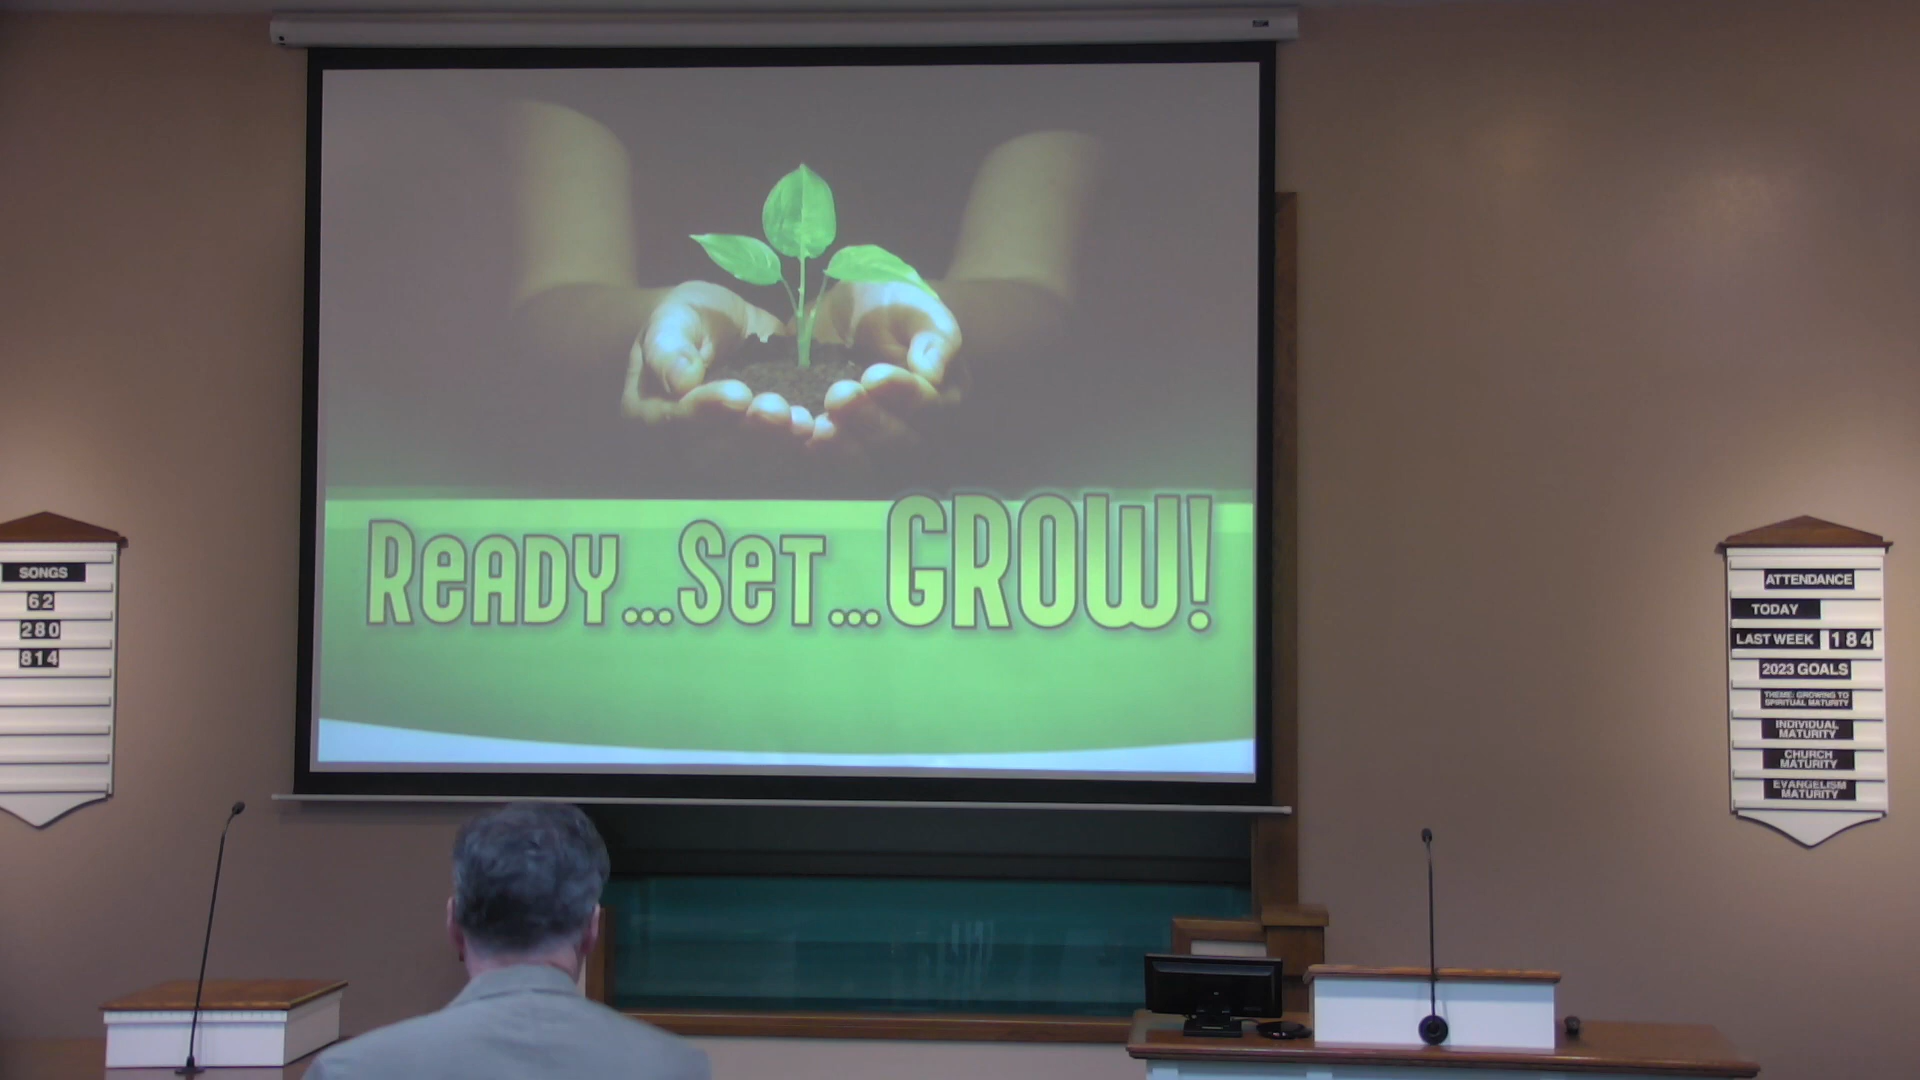 Ready...Set...GROW!
SONGS
62
280
814
ATTENDANCE
TODAY
LAST WEEK 184
2023 GOALS
THEME: GROWING TO
SPIRITUAL MATURITY
INDIVIDUAL
MATURITY
CHURCH
MATURITY
EVANGELISM
MATURITY